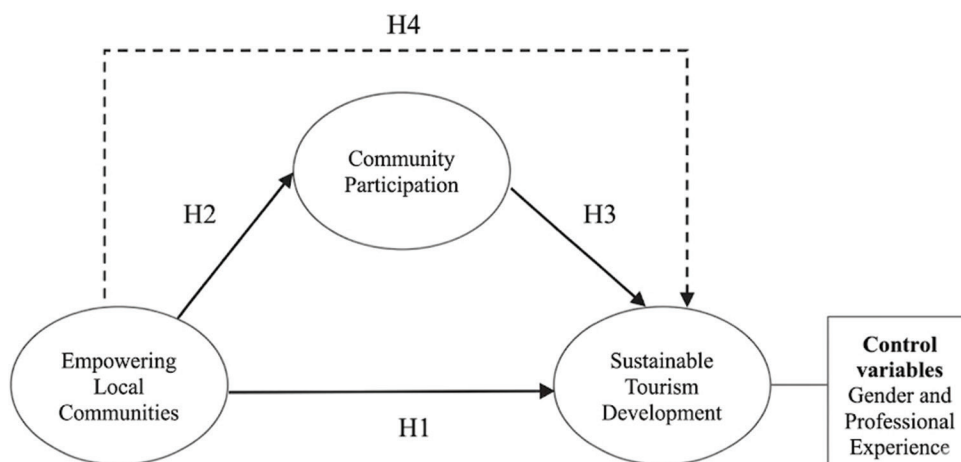 H4
Community
Participation
H2
H3
Empowering
Local
Communities
H1
Sustainable
Tourism
Development
Control
variables
Gender and
Professional
Experience